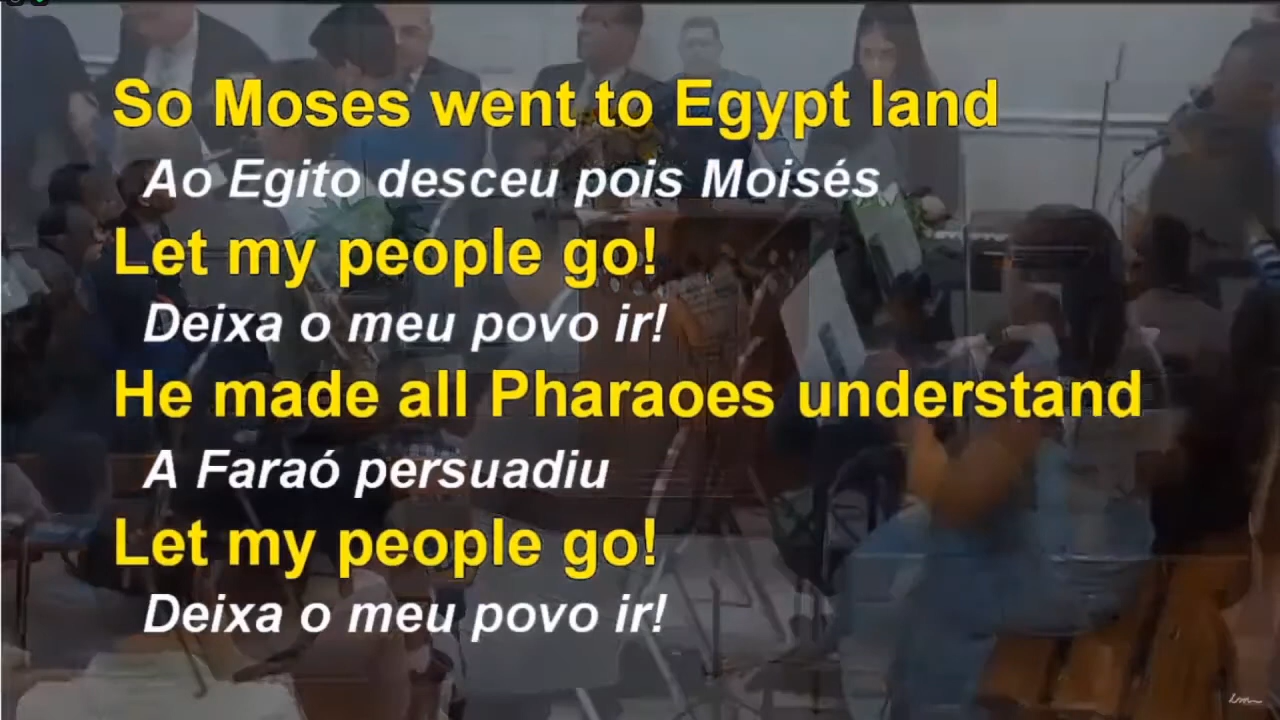 So Moses went to Egypt land
Ao Egito desceu pois Moisés
Let my people go!
Deixa o meu povo ir!
He made all Pharaoes understand
A Faraó persuadiu
Let my people go!
Deixa o meu povo ir!